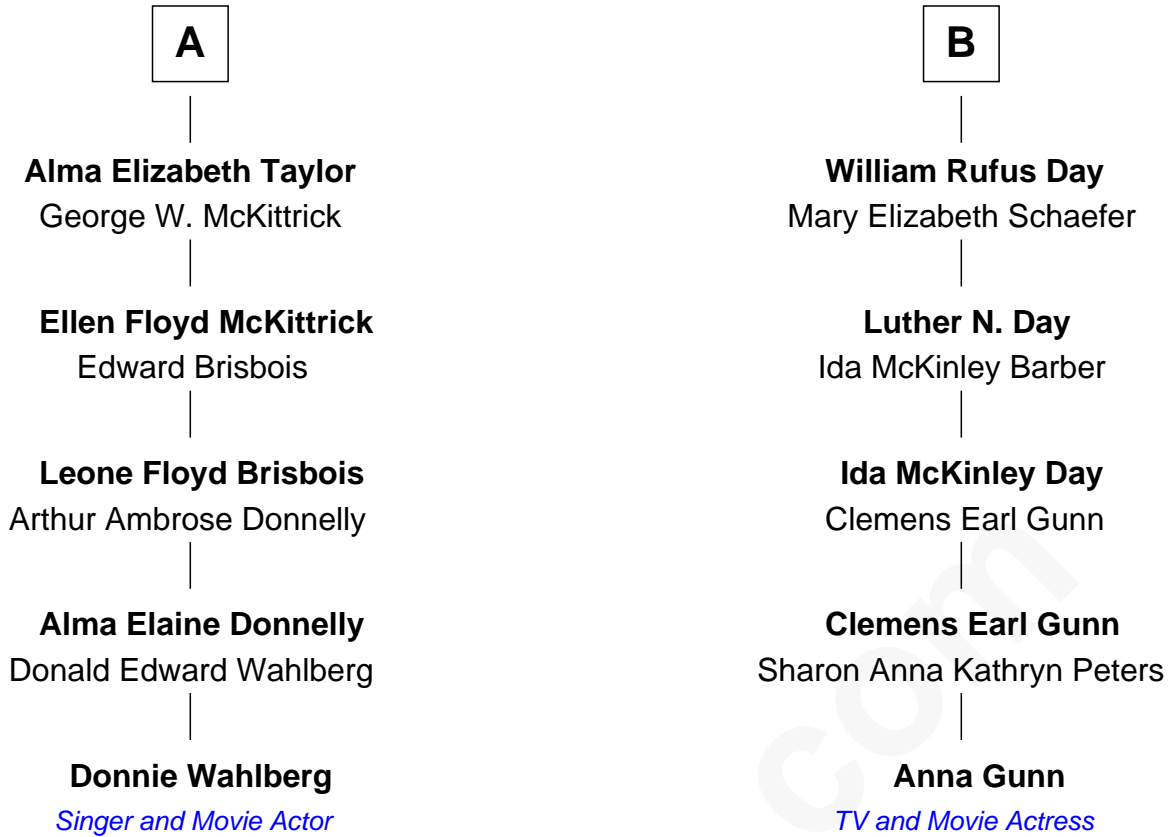 A
Alma Elizabeth Taylor
George W. McKittrick
Ellen Floyd McKittrick
Edward Brisbois
Leone Floyd Brisbois
Arthur Ambrose Donnelly
Alma Elaine Donnelly
Donald Edward Wahlberg
Donnie Wahlberg
Singer and Movie Actor
B
William Rufus Day
Mary Elizabeth Schaefer
Luther N. Day
Ida McKinley Barber
Ida McKinley Day
Clemens Earl Gunn
Clemens Earl Gunn
Sharon Anna Kathryn Peters
Anna Gunn
TV and Movie Actress
com